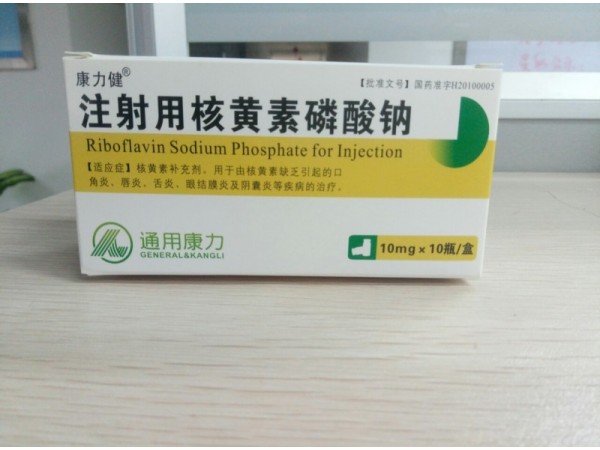 康力健®
【批准文号】国药准字H20100005
注射用核黄素磷酸钠
Riboflavin Sodium Phosphate for Injection
【适应症】核黄素补充剂、用于由核黄素缺乏引起的口
角炎、唇炎、舌炎、眼结膜炎及阴囊炎等疾病的治疗。
通用康力
GENERAL&KANGLI
10mg×10瓶/盒